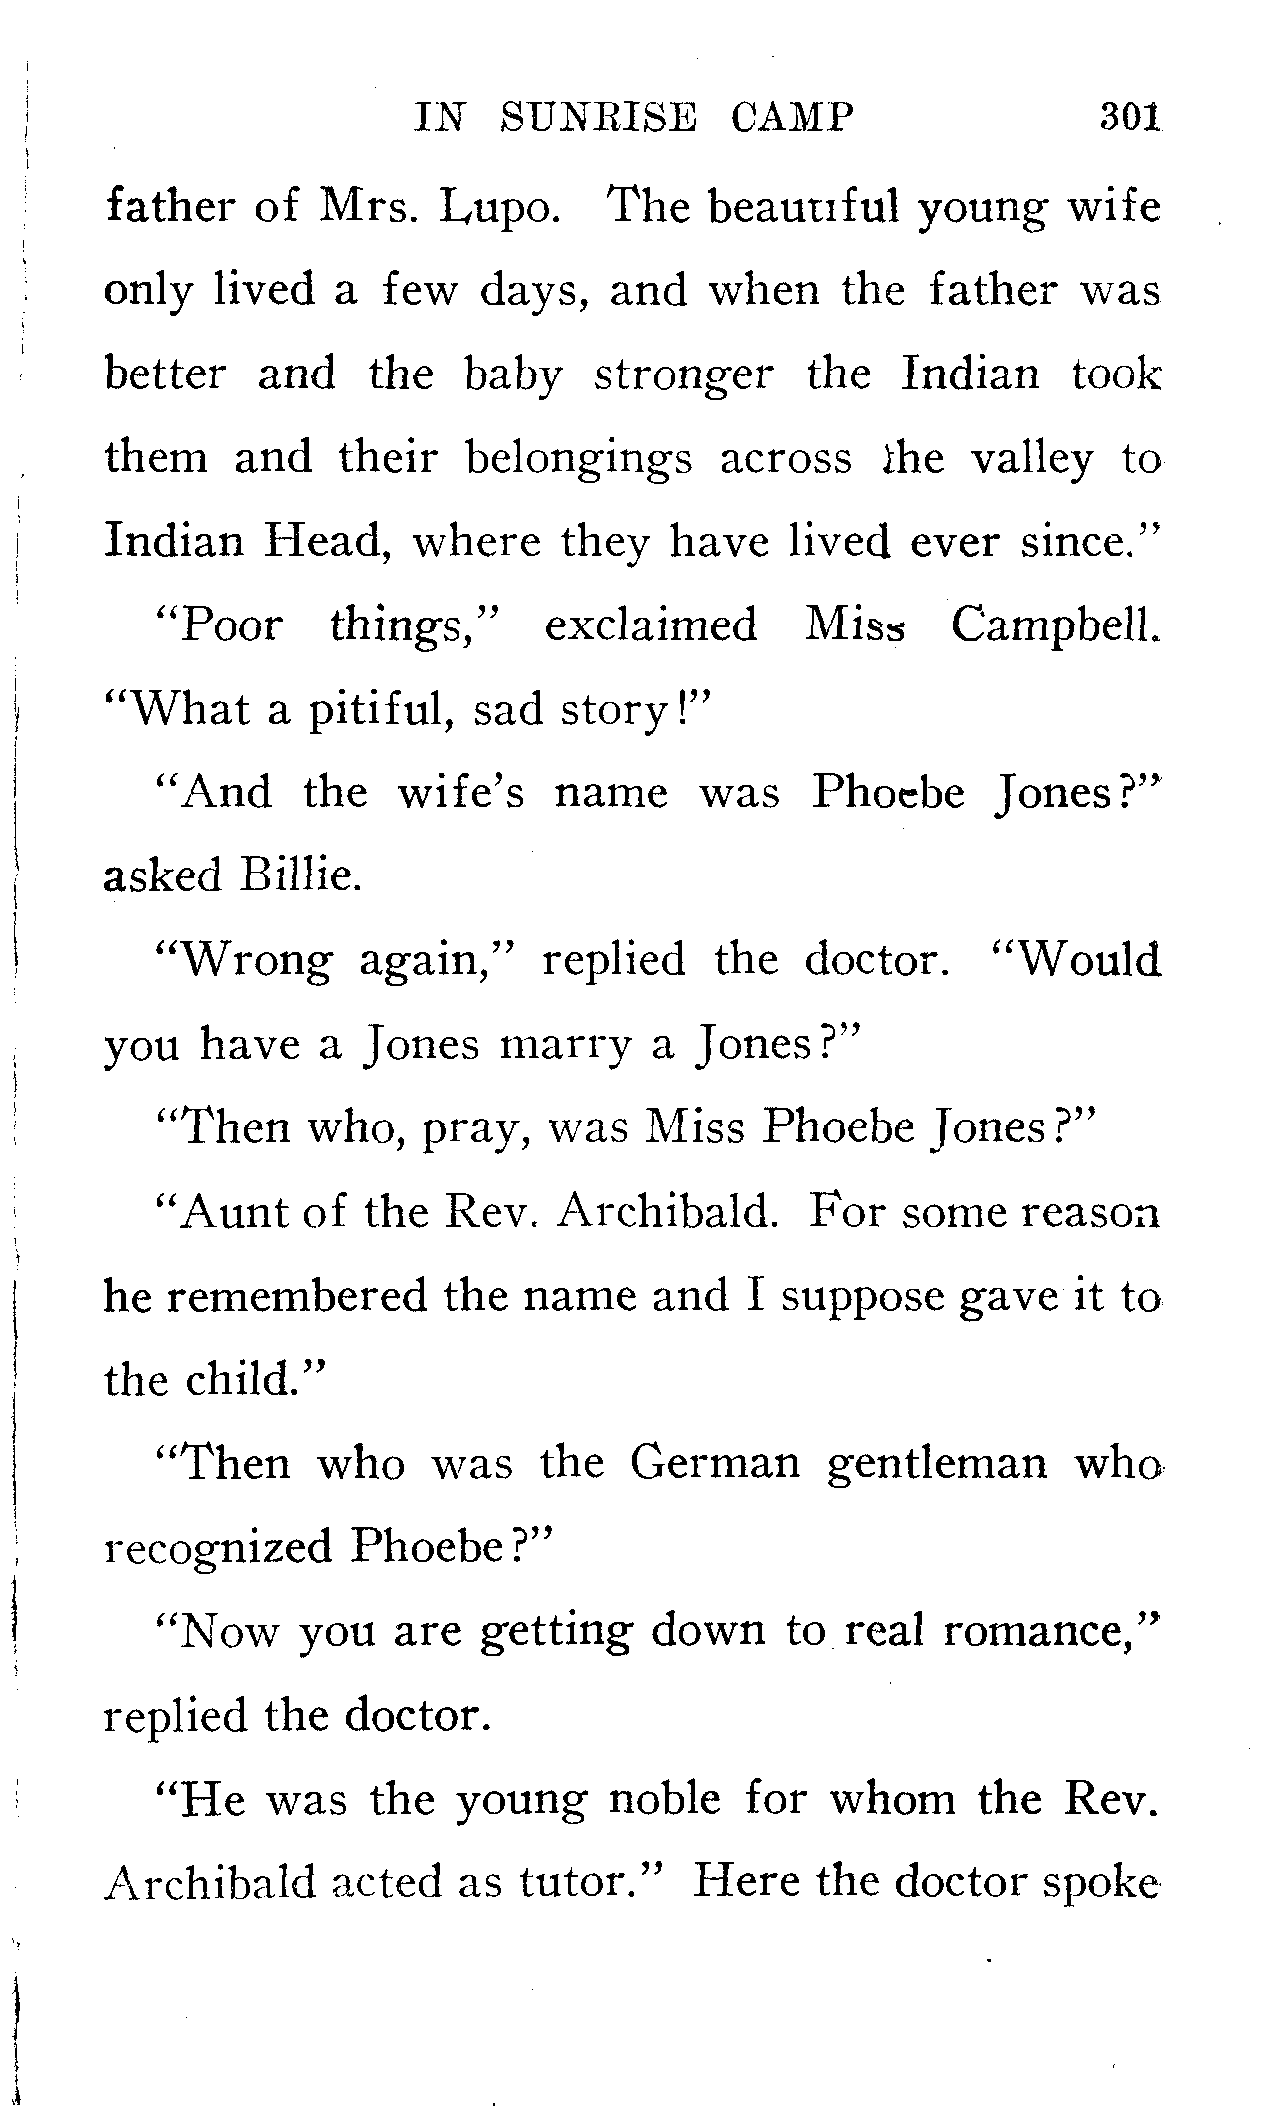 IN SUNRISE CAMP 301
father of Mrs. Lupo. The beautiful young wife
only lived a few days, and when the father was
better and the baby stronger the Indian took
them and their belongings across the valley to
Indian Head, where they have lived ever since."
"Poor things," exclaimed Miss Campbell.
"What a pitiful, sad story!"
"And the wife's name was Phoebe Jones?"
asked Billie.
"Wrong again," replied the doctor. "Would
you have a Jones marry a Jones?"
"Then who, pray, was Miss Phoebe Jones?"
"Aunt of the Rev. Archibald. For some reason
he remembered the name and I suppose gave it to
the child."
"Then who was the German gentleman who
recognized Phoebe?"
"Now you are getting down to real romance,"
replied the doctor.
"He was the young noble for whom the Rev.
Archibald acted as tutor." Here the doctor spoke